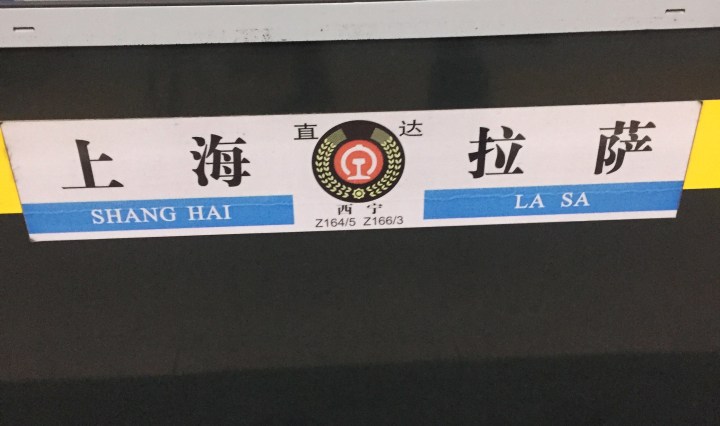 直 达
上 海
拉 萨
SHANG HAI
LA SA
西 宁
Z164/5 Z166/3